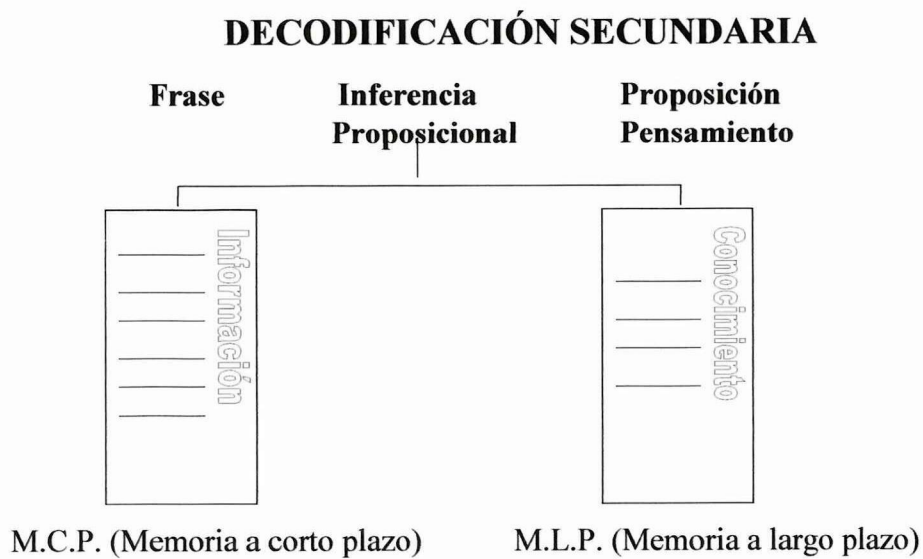 DECODIFICACIÓN SECUNDARIA
Frase Inferencia Proposición
Proposicional Pensamiento
Información
Conocimiento
M.C.P. (Memoria a corto plazo) M.L.P. (Memoria a largo plazo)